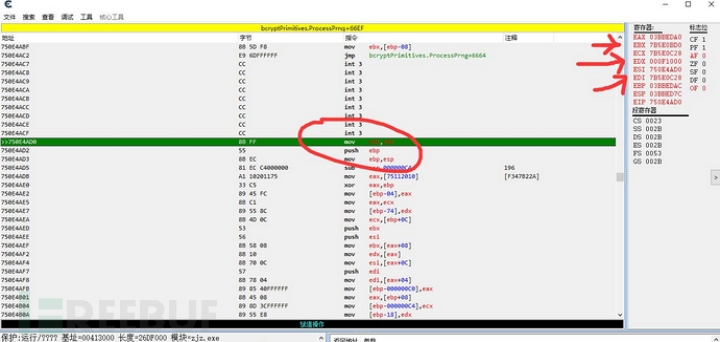 文件 搜索 查看 调试 工具 核心工具
bcryptPrimitives.ProcessPrng+66EF
地址 字节 指令 注释
750E4ABF 8B 5D F8 mov ebx,[ebp-08]
750E4AC2 E9 6DFFFFFF jmp bcryptPrimitives.ProcessPrng+6664
750E4AC7 CC int 3
750E4AC8 CC int 3
750E4AC9 CC int 3
750E4ACA CC int 3
750E4ACB CC int 3
750E4ACC CC int 3
750E4ACD CC int 3
750E4ACE CC int 3
750E4ACF CC int 3
>>750E4AD0 8B FF mov
750E4AD2 55 push ebp
750E4AD3 8B EC mov ebp,esp
750E4AD5 81 EC C4000000 sub 196
750E4ADB A1 10201175 mov eax,[75112010] [F347822A]
750E4AE0 33 C5 xor eax,ebp
750E4AE2 89 45 FC mov [ebp-04],eax
750E4AE5 8B C1 mov eax,ecx
750E4AE7 89 55 8C mov [ebp-74],edx
750E4AEA 8B 4D 0C mov ecx,[ebp+0C]
750E4AED 53 push ebx
750E4AEE 56 push esi
750E4AEF 8B 58 08 mov ebx,[eax+08]
750E4AF2 8B 10 mov edx,[eax]
750E4AF4 8B 70 0C mov esi,[eax+0C]
750E4AF7 57 push edi
750E4AF8 8B 78 04 mov edi,[eax+04]
750E4AFB 89 85 40FFFFFF mov [ebp-000000C0],eax
750E4B01 8B 45 08 mov eax,[ebp+08]
750E4B04 89 8D 3CFFFFFF mov [ebp-000000C4],ecx
750E4B0A 89 55 E8 mov [ebp-18],edx
赋值操作
保护:运行/???? 基址=00413000 长度=26DF000 模块=zjz.exe
返回地址 参数
寄存器: 标志位
EAX 03BBEDA0 CF 1
EBX 7B5E0BD0 PF 1
ECX 7B5E0C28 AF 0
EDX 000F1000 ZF 0
ESI 750E4AD0 SF 0
EDI 7B5E0C28 DF 0
EBP 03BBEDAC OF 0
ESP 03BBED7C
EIP 750E4AD0
段寄存器
CS 0023
SS 002B
DS 002B
ES 002B
FS 0053
GS 002B
>
REEBUF